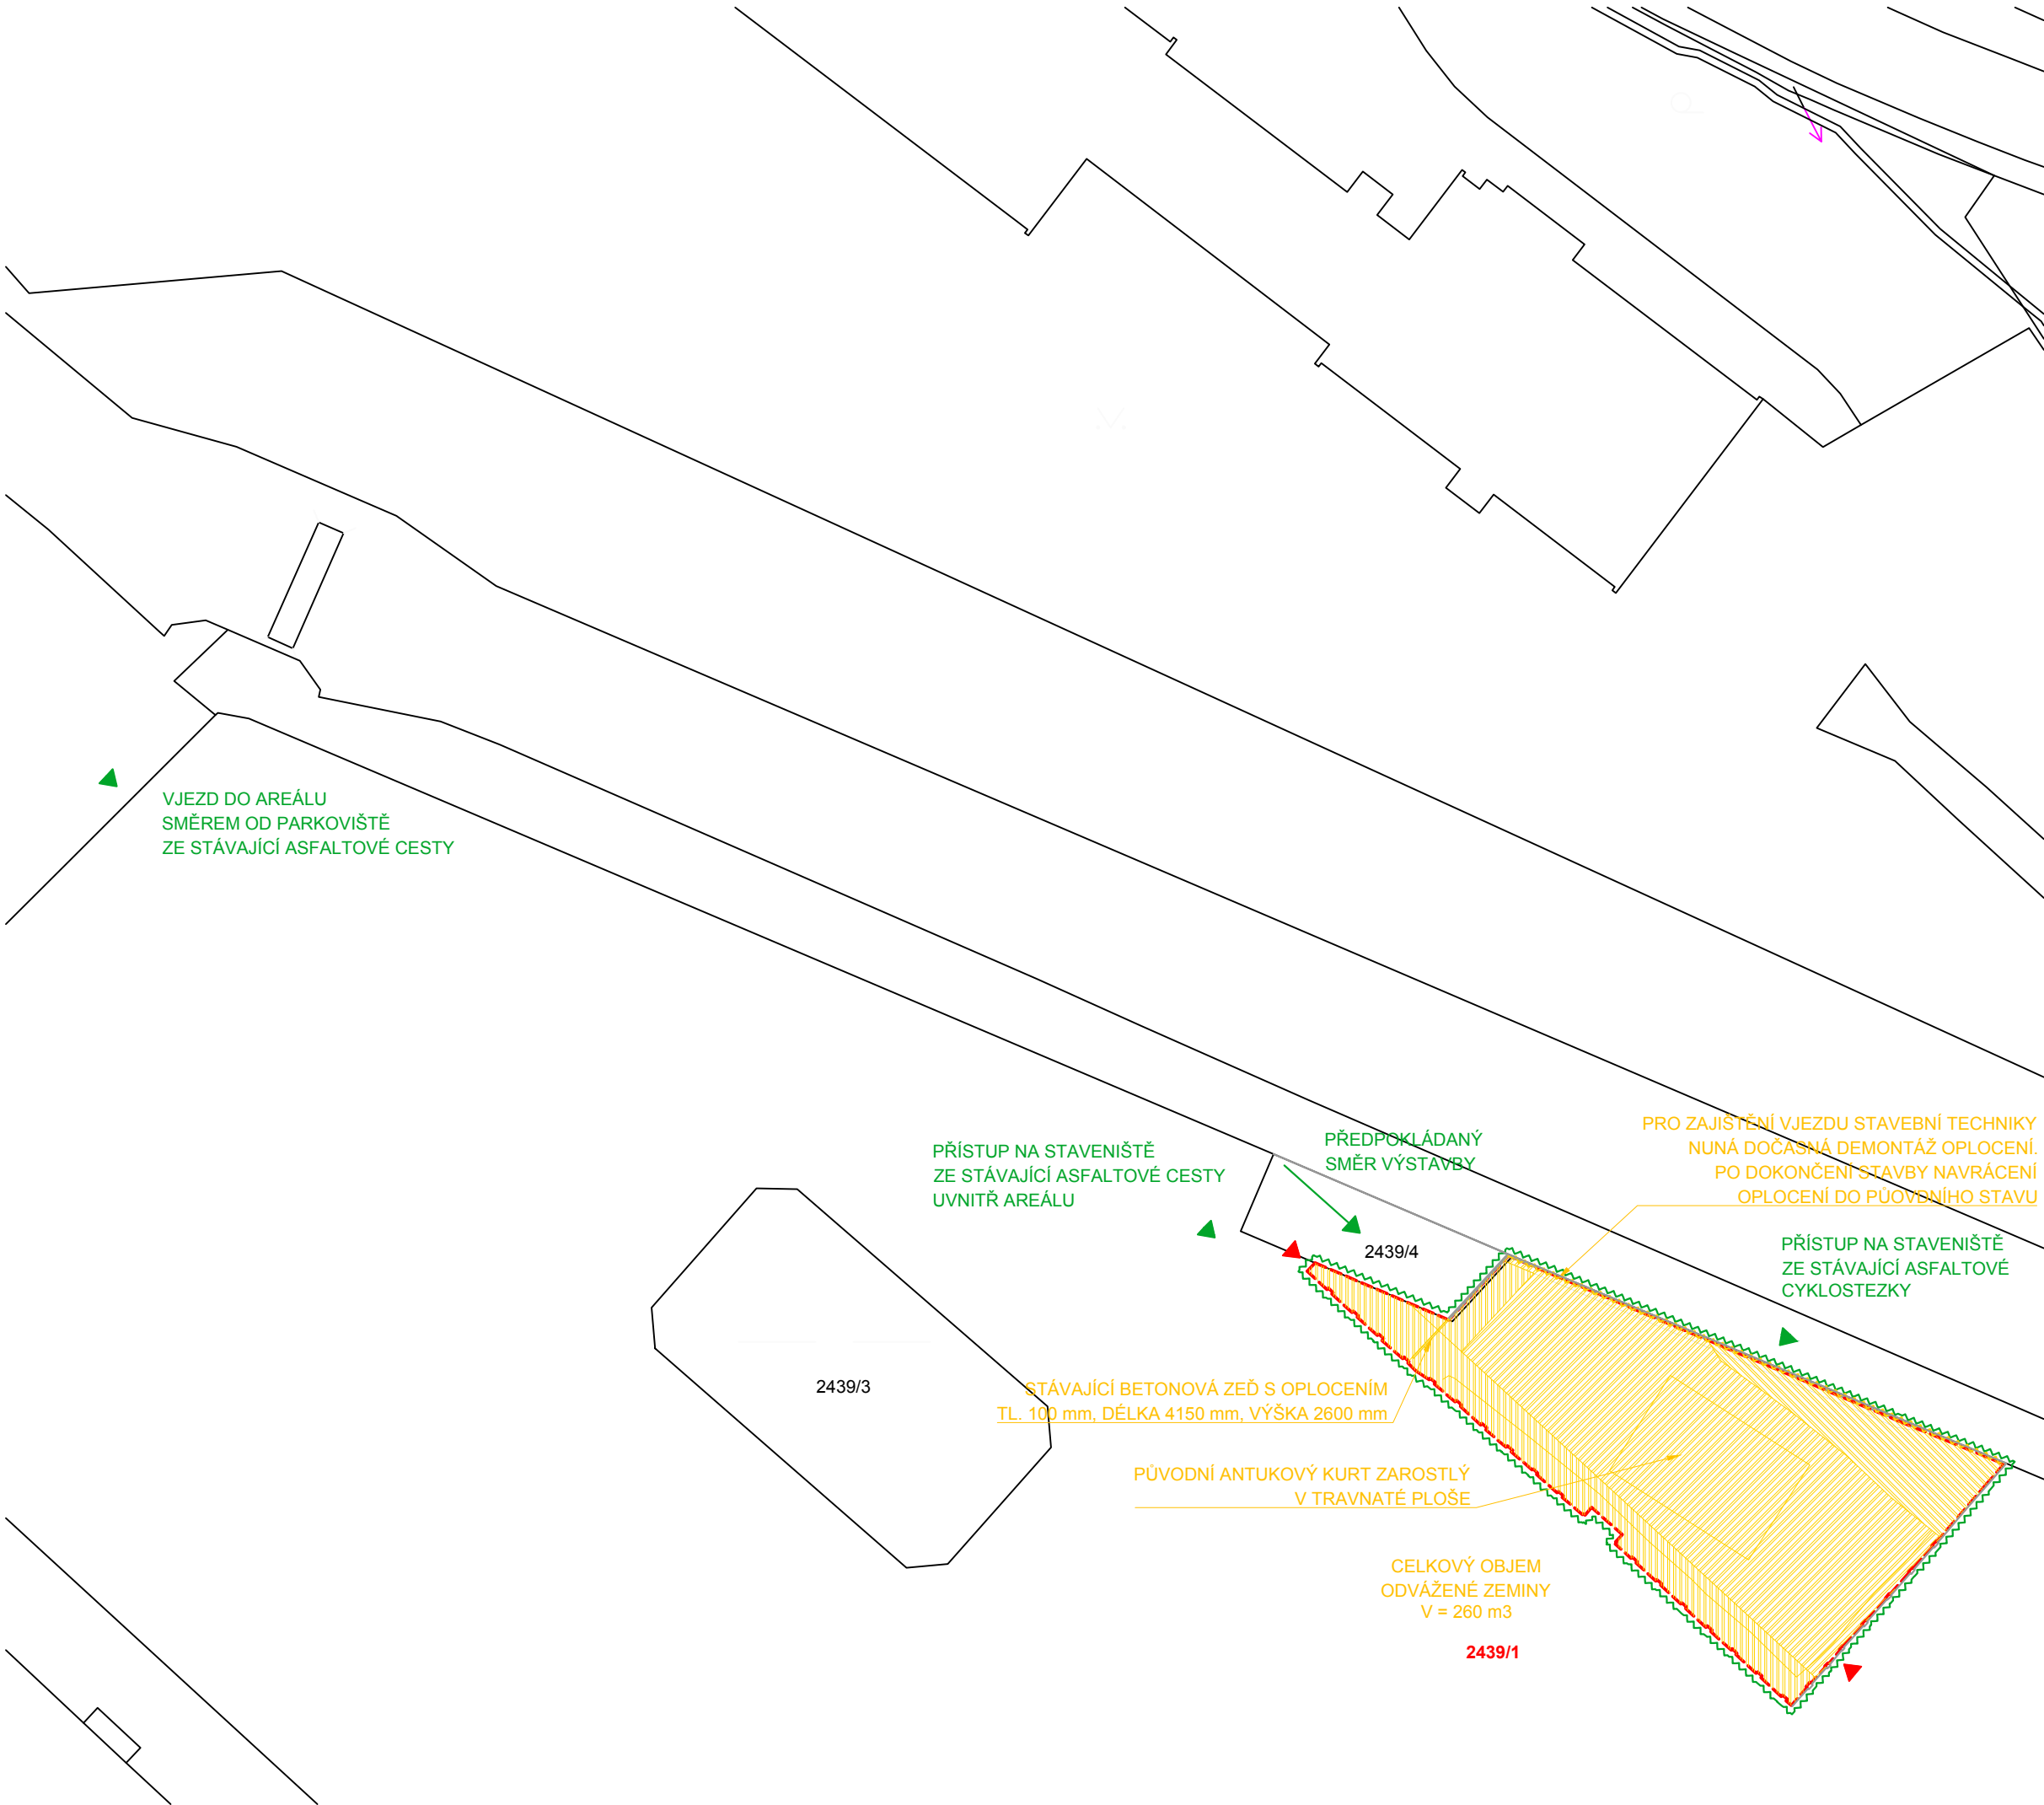 VJEZD DO AREÁLU
SMĚREM OD PARKOVIŠTĚ
ZE STÁVAJÍCÍ ASFALTOVÉ CESTY
PŘÍSTUP NA STAVENIŠTĚ
ZE STÁVAJÍCÍ ASFALTOVÉ CESTY
UVNITŘ AREÁLU
PŘEDPOKLÁDANÝ
SMĚR VÝSTAVBY
PRO ZAJIŠTĚNÍ VJEZDU STAVEBNÍ TECHNIKY
NUNÁ DOČASNÁ DEMONTÁŽ OPLOCENÍ.
PO DOKONČENÍ STAVBY NAVRÁCENÍ
OPLOCENÍ DO PŮOVDNÍHO STAVU
2439/4
PŘÍSTUP NA STAVENIŠTĚ
ZE STÁVAJÍCÍ ASFALTOVÉ
CYKLOSTEZKY
2439/3
STÁVAJÍCÍ BETONOVÁ ZEĎ S OPLOCENÍM
TL. 100 mm, DÉLKA 4150 mm, VÝŠKA 2600 mm
PŮVODNÍ ANTUKOVÝ KURT ZAROSTLÝ
V TRAVNATÉ PLOŠE
CELKOVÝ OBJEM
ODVÁŽENÉ ZEMINY
V = 260 m3
2439/1